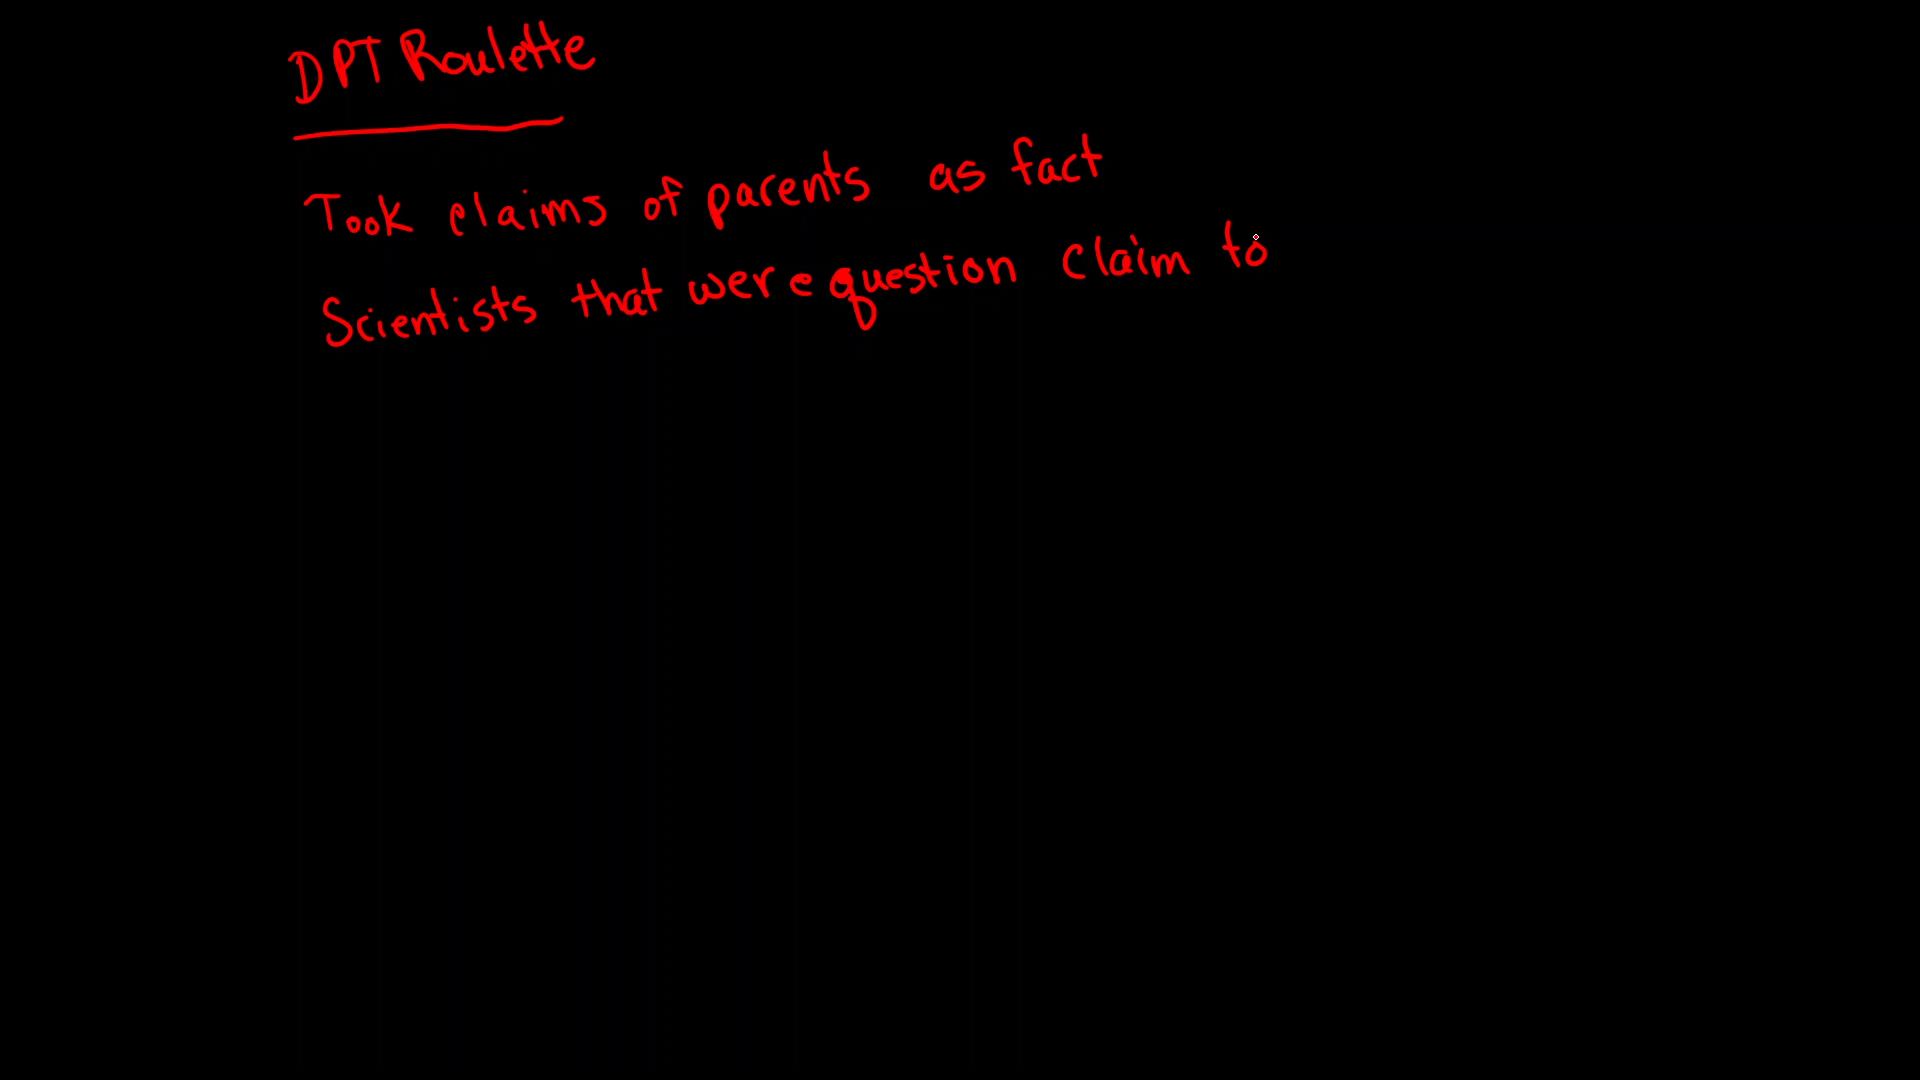 DPT Roulette
Took claims of parents as fact
Scientists that were question claim to